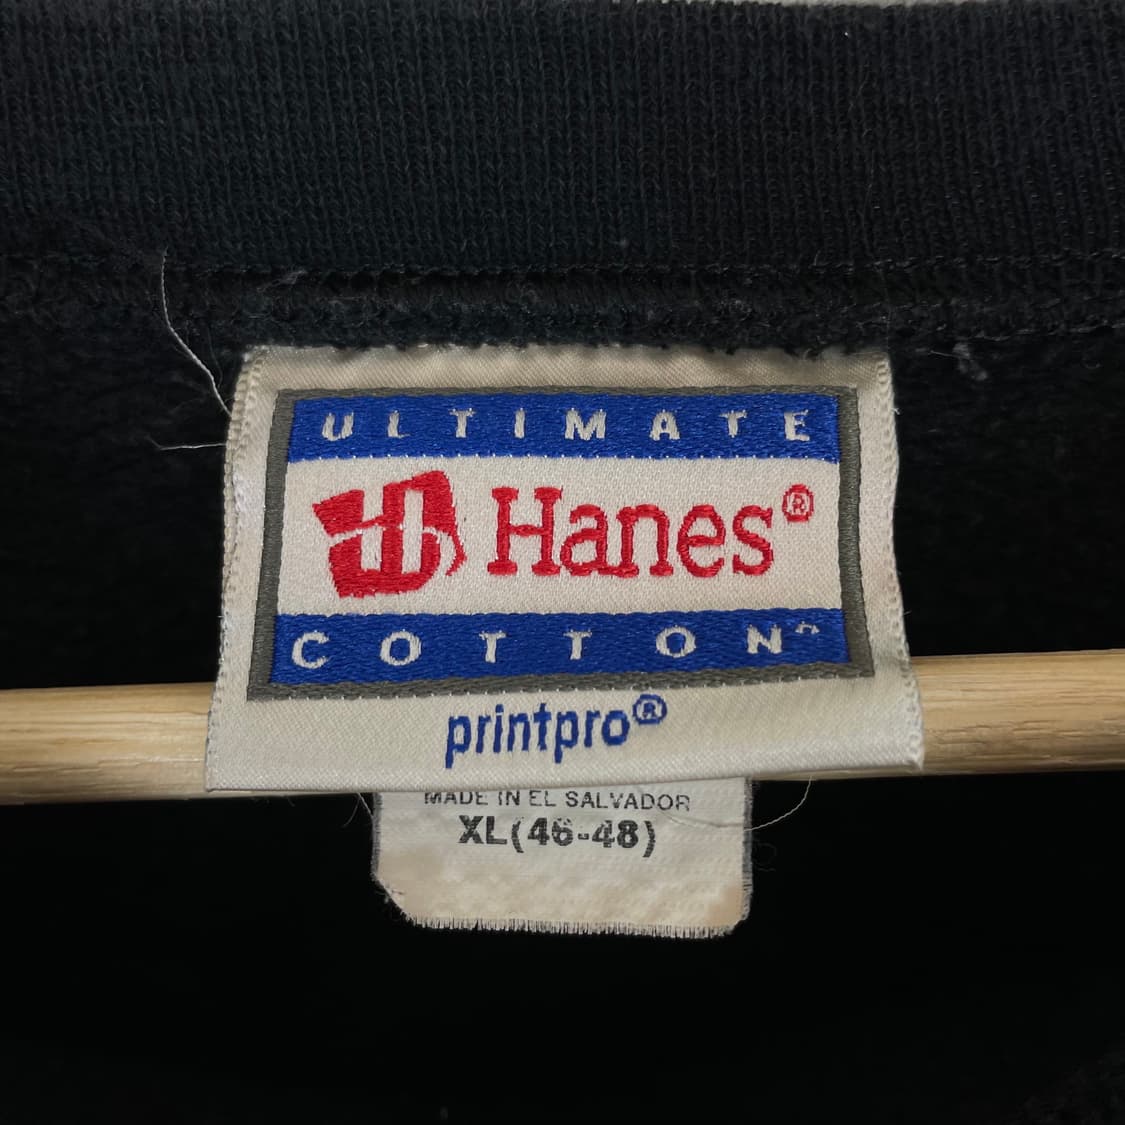 ULTIMATE
Hanes®
COTTON
printpro®
MADE IN EL SALVADOR
XL(46-48)